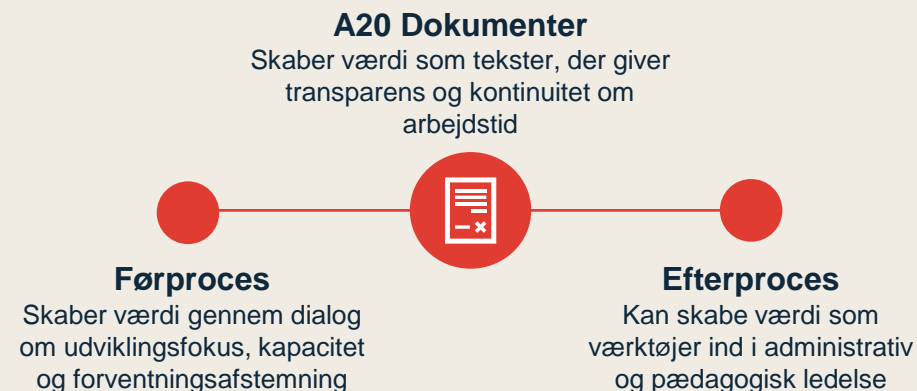 A20 Dokumenter
Skaber værdi som tekster, der giver
transparens og kontinuitet om
arbejdstid
Førproces
Skaber værdi gennem dialog
om udviklingsfokus, kapacitet
og forventningsafstemning
Efterproces
Kan skabe værdi som
værktøjer ind i administrativ
og pædagogisk ledelse